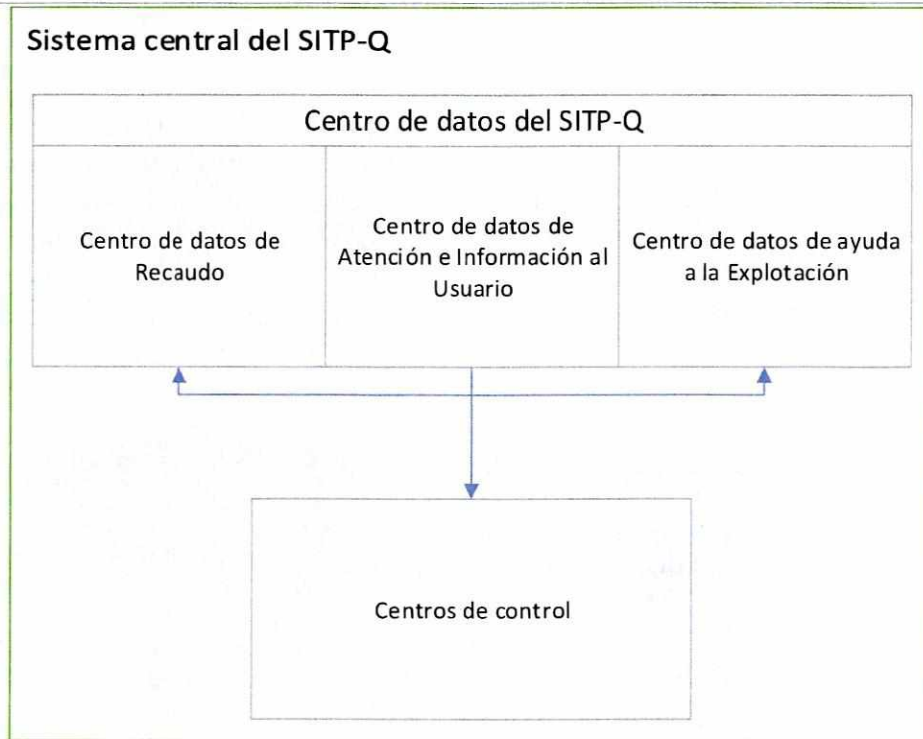 Sistema central del SITP-Q
Centro de datos del SITP-Q
Centro de datos de
Recaudo
Centro de datos de
Atención e Información al
Usuario
Centro de datos de ayuda
a la Explotación
Centros de control